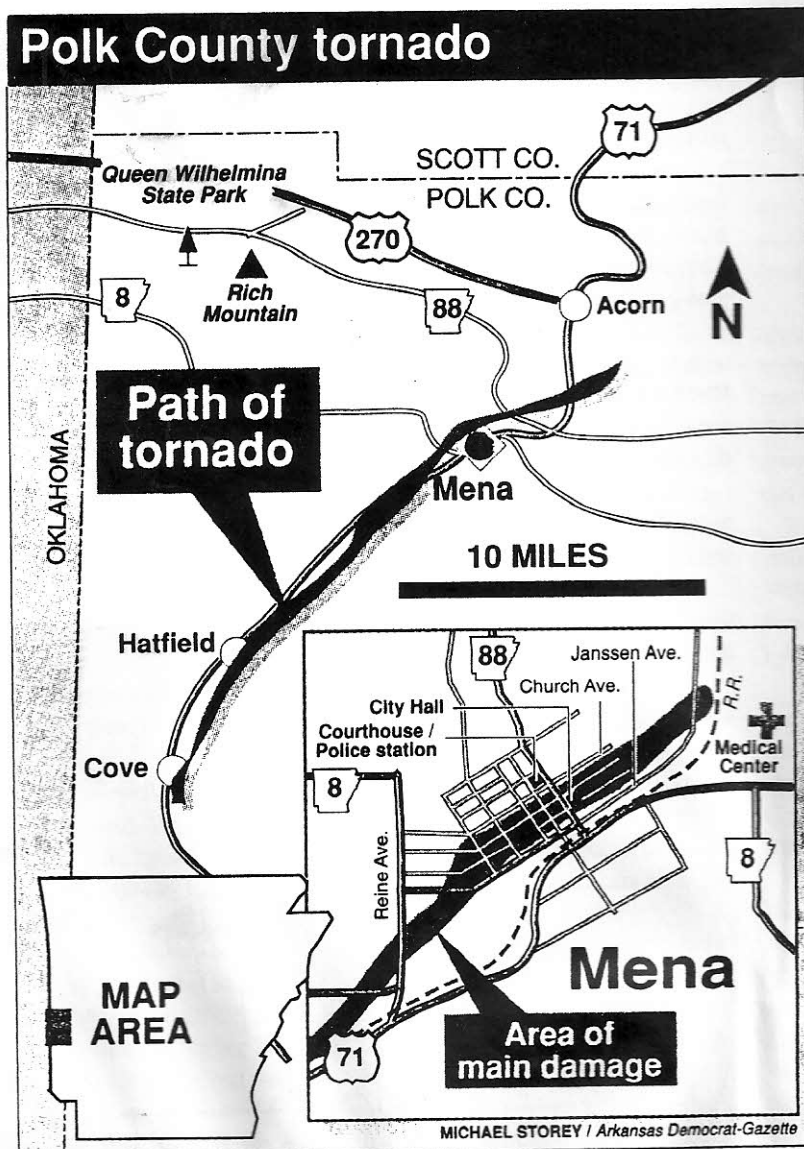 Polk County tornado
71
SCOTT CO.
POLK CO.
Queen Wilhelmina
State Park
270
8
Rich
Mountain
88
Acorn
N
Path of
tornado
OKLAHOMA
Mena
10 MILES
Hatfield
Cove
88
Janssen Ave.
Church Ave.
City Hall
Courthouse /
Police station
R.R.
Medical
Center
8
Reine Ave.
8
Mena
MAP
AREA
71
Area of
main damage
MICHAEL STOREY / Arkansas Democrat-Gazette